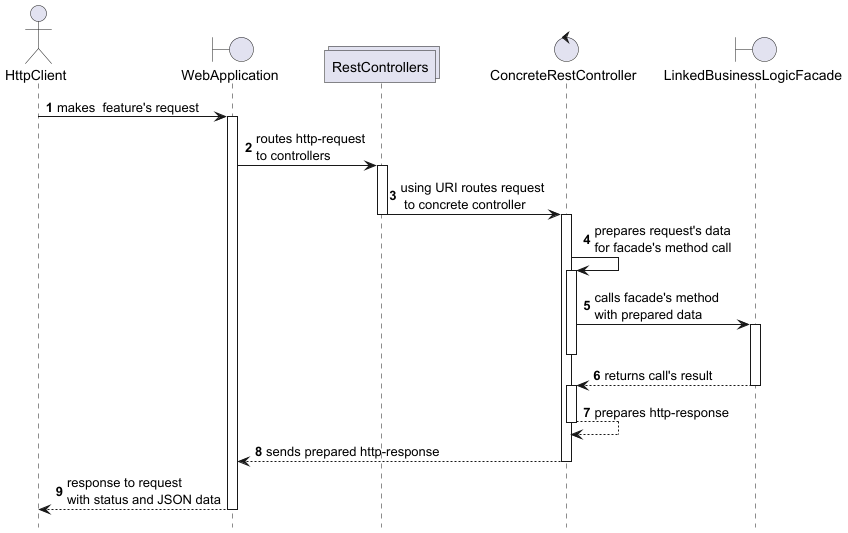 HttpClient
WebApplication
RestControllers
ConcreteRestController
LinkedBusinessLogicFacade
1 makes  feature's request
2 routes http-request
to controllers
3 using URI routes request
to concrete controller
4 prepares request's data
for facade's method call
5 calls facade's method
with prepared data
6 returns call's result
7 prepares http-response
8 sends prepared http-response
9 response to request
with status and JSON data